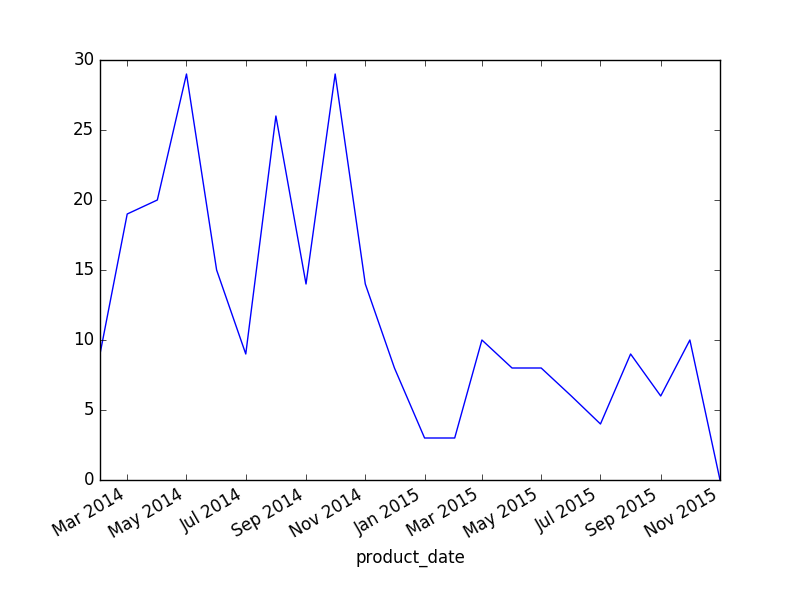 30
25
20
15
10
5
0
Mar 2014
May 2014
Jul 2014
Sep 2014
Nov 2014
Jan 2015
Mar 2015
May 2015
Jul 2015
Sep 2015
Nov 2015
product_date